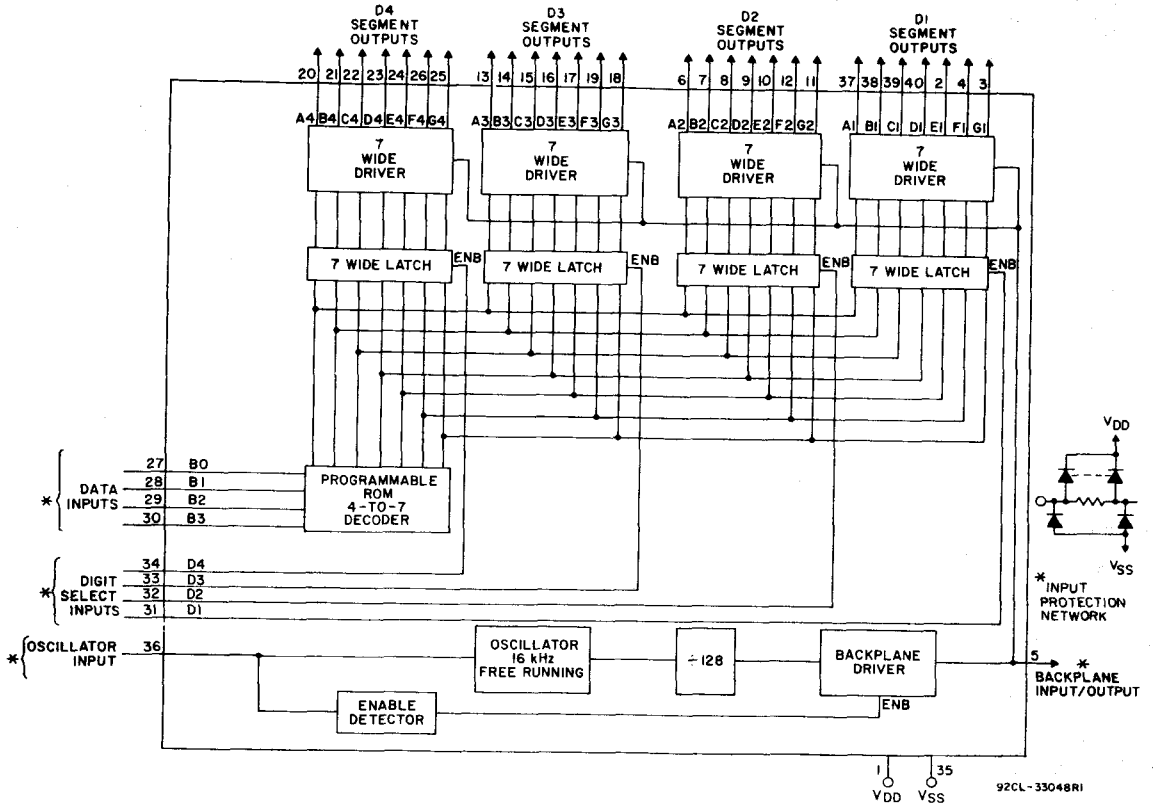 D4
SEGMENT
OUTPUTS
D3
SEGMENT
OUTPUTS
D2
SEGMENT
OUTPUTS
D1
SEGMENT
OUTPUTS
20 21 22 23 24 26 25
13 14 15 16 17 19 18
6 7 8 9 10 12 11
37 38 39 40 2 4 3
A4 B4 C4 D4 E4 F4 G4
A3 B3 C3 D3 E3 F3 G3
A2 B2 C2 D2 E2 F2 G2
A1 B1 C1 D1 E1 F1 G1
7
WIDE
DRIVER
7
WIDE
DRIVER
7
WIDE
DRIVER
7
WIDE
DRIVER
7 WIDE LATCH
ENB
7 WIDE LATCH
ENB
7 WIDE LATCH
ENB
7 WIDE LATCH
ENB
* DATA
INPUTS
27 B0
28 B1
29 B2
30 B3
PROGRAMMABLE
ROM
4-TO-7
DECODER
* DIGIT
SELECT
INPUTS
34 D4
33 D3
32 D2
31 D1
* OSCILLATOR
INPUT
36
OSCILLATOR
16 kHz
FREE RUNNING
÷128
BACKPLANE
DRIVER
ENB
ENABLE
DETECTOR
5
*
BACKPLANE
INPUT/OUTPUT
VDD
VSS
*INPUT
PROTECTION
NETWORK
1
VDD
35
VSS
92CL-33048R1